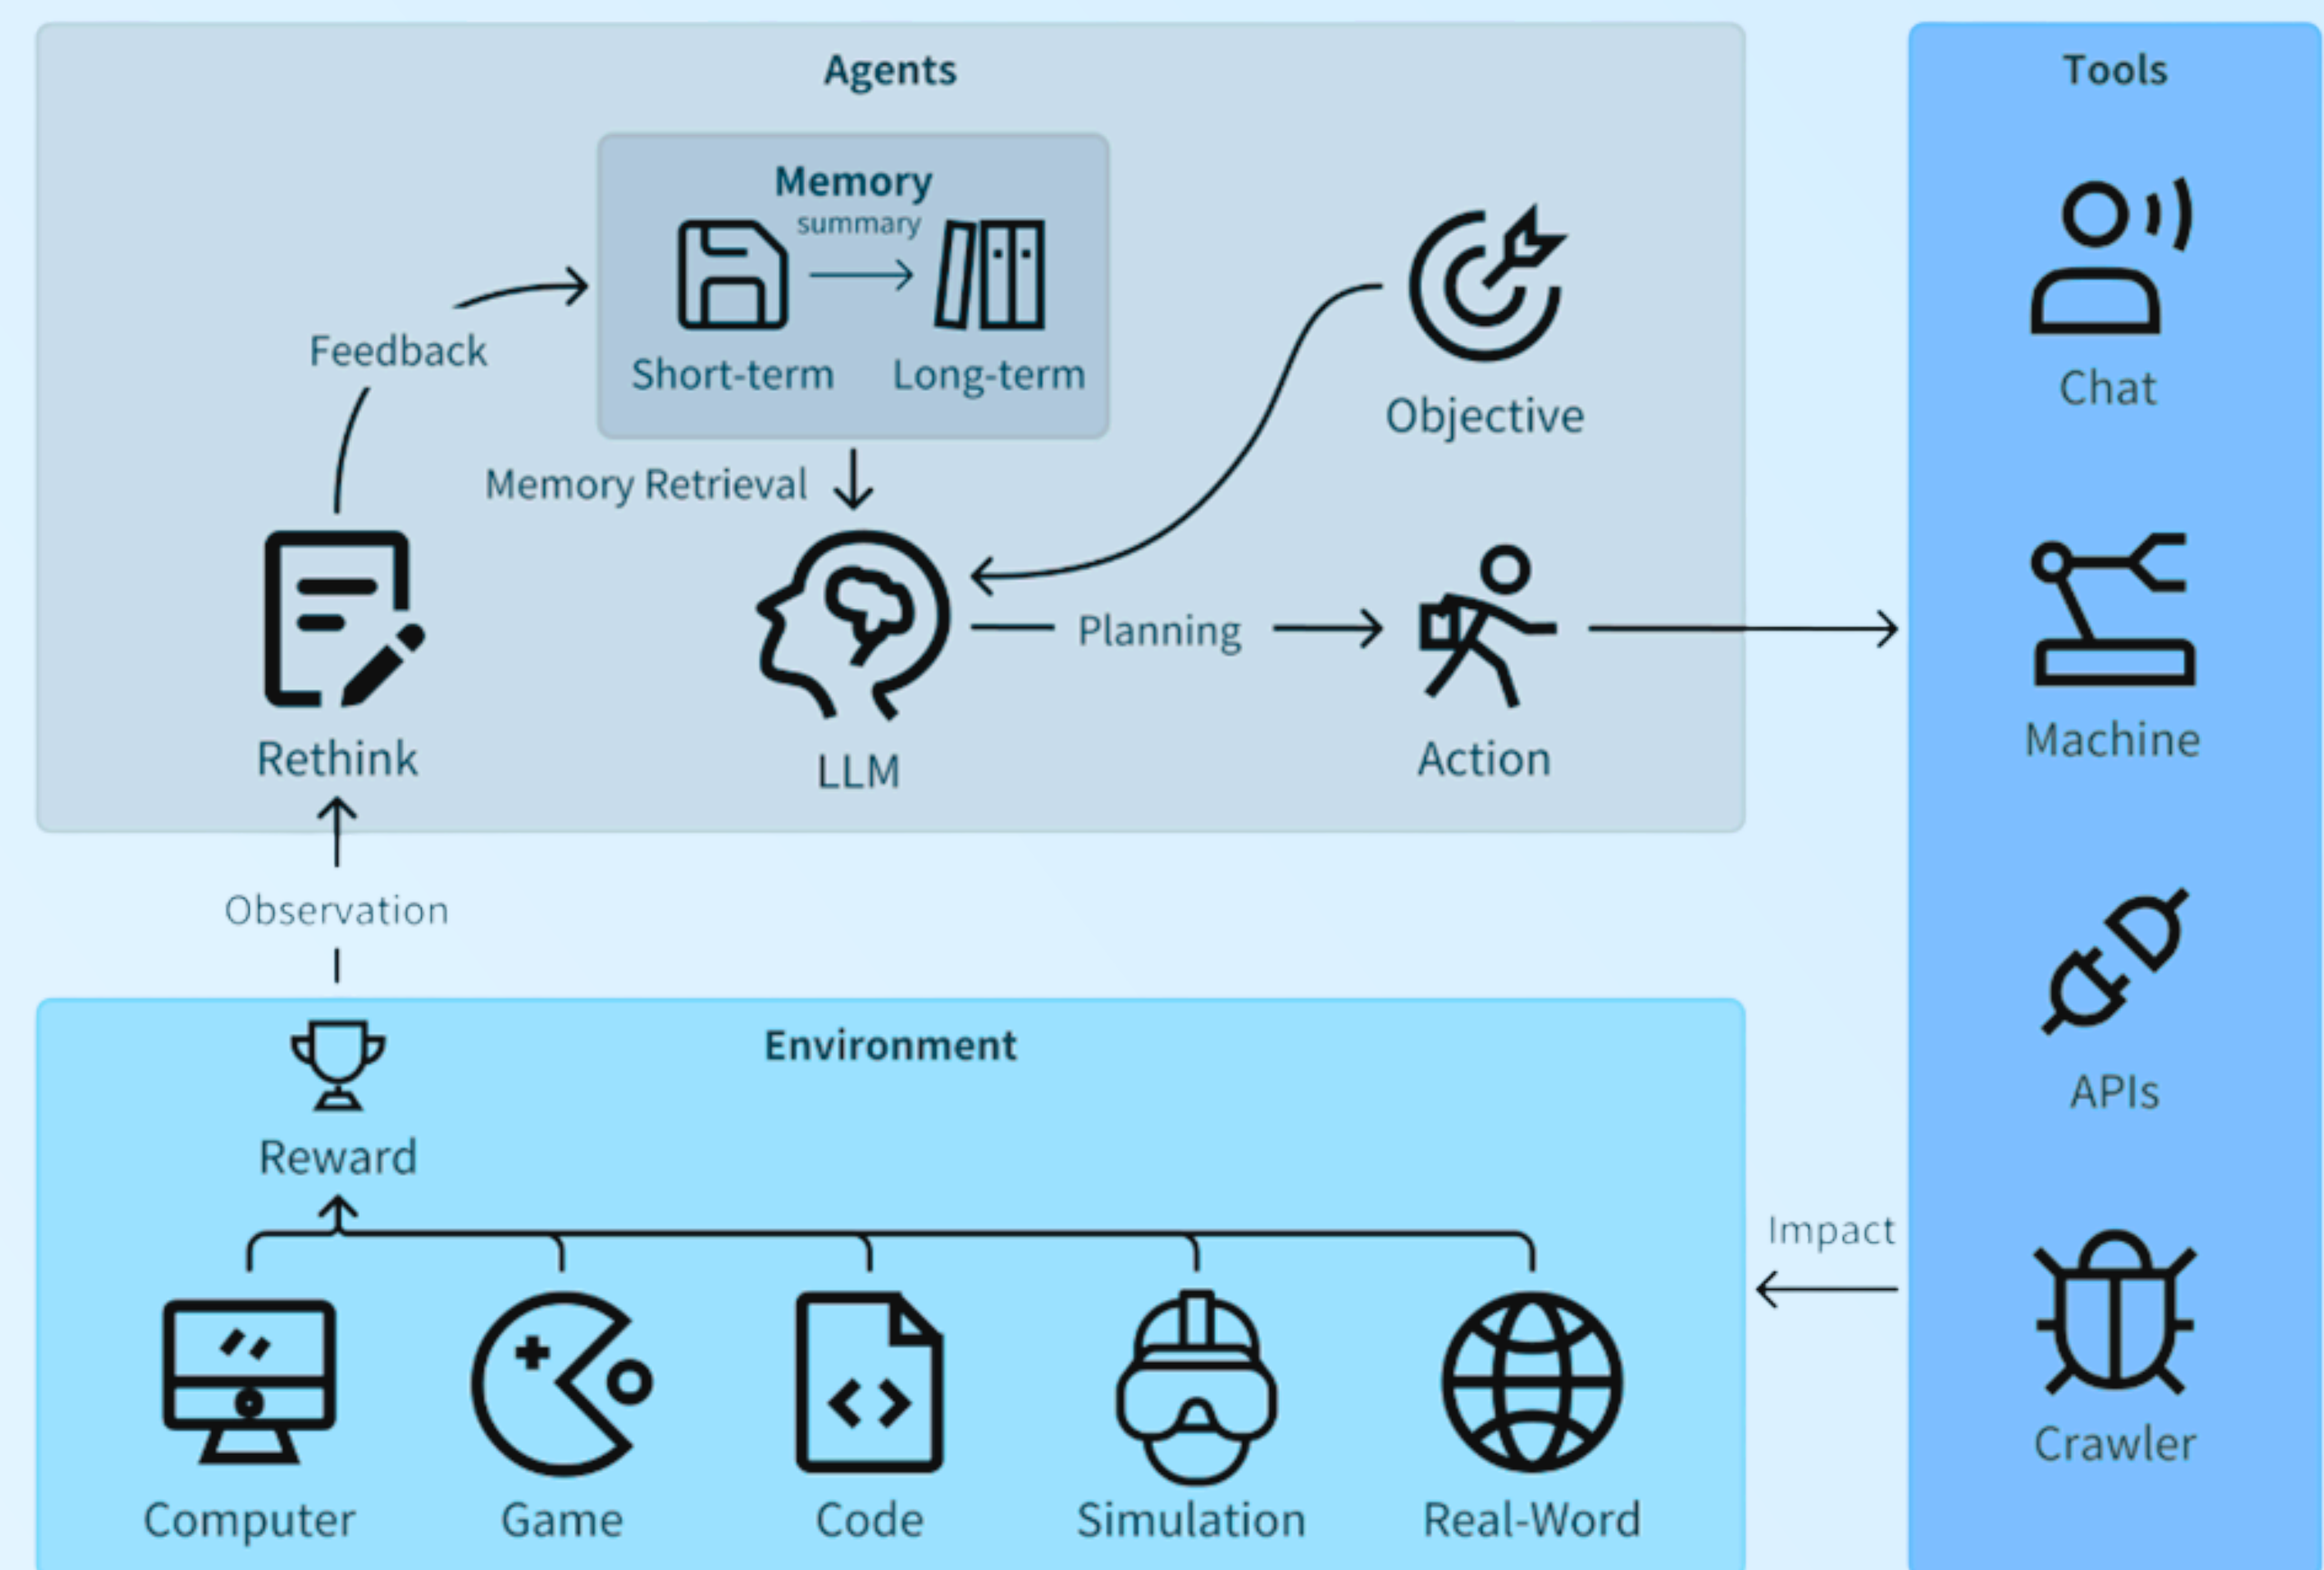 Agents
Memory
summary
Short-term
Long-term
Feedback
Memory Retrieval
Objective
Rethink
LLM
Planning
Action
Observation
Environment
Reward
Computer
Game
Code
Simulation
Real-Word
Impact
Tools
Chat
Machine
APIs
Crawler